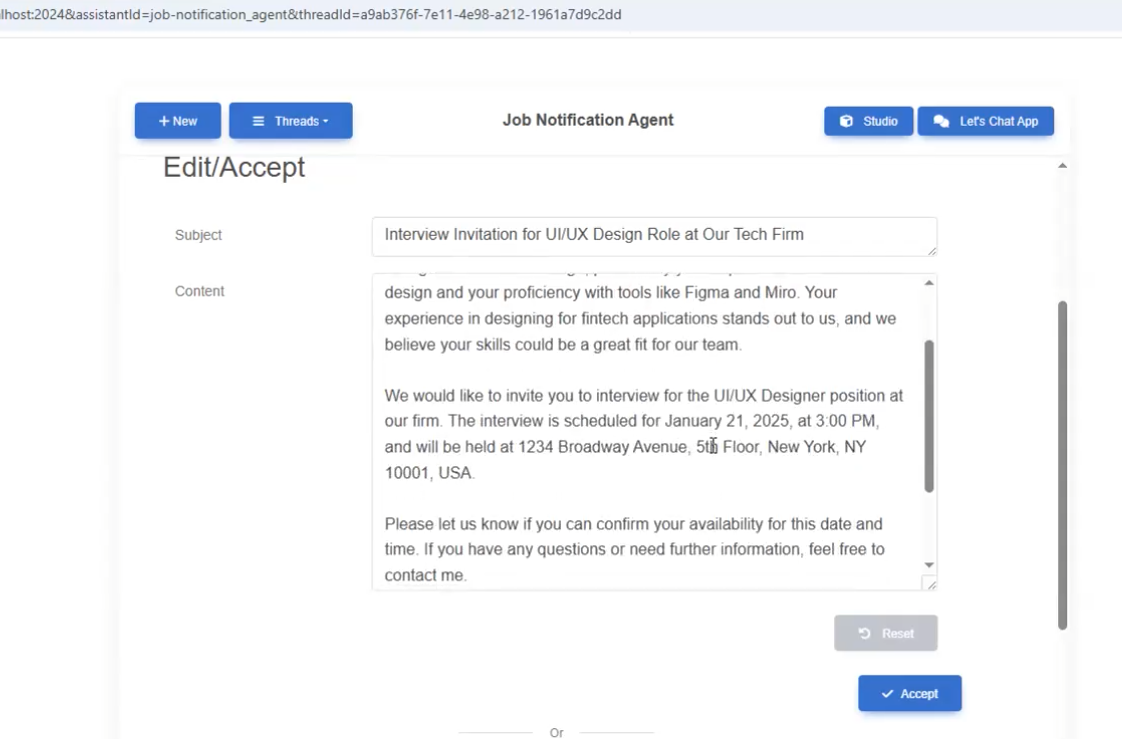 lhost:2024&assistantId=job-notification_agent&threadId=a9ab376f-7e11-4e98-a212-1961a7d9c2dd
+ New
Threads
Job Notification Agent
Studio
Let's Chat App
Edit/Accept
Subject
Interview Invitation for UI/UX Design Role at Our Tech Firm
Content
design and your proficiency with tools like Figma and Miro. Your
experience in designing for fintech applications stands out to us, and we
believe your skills could be a great fit for our team.
We would like to invite you to interview for the UI/UX Designer position at
our firm. The interview is scheduled for January 21, 2025, at 3:00 PM,
and will be held at 1234 Broadway Avenue, 5th Floor, New York, NY
10001, USA.
Please let us know if you can confirm your availability for this date and
time. If you have any questions or need further information, feel free to
contact me.
Reset
Accept
Or